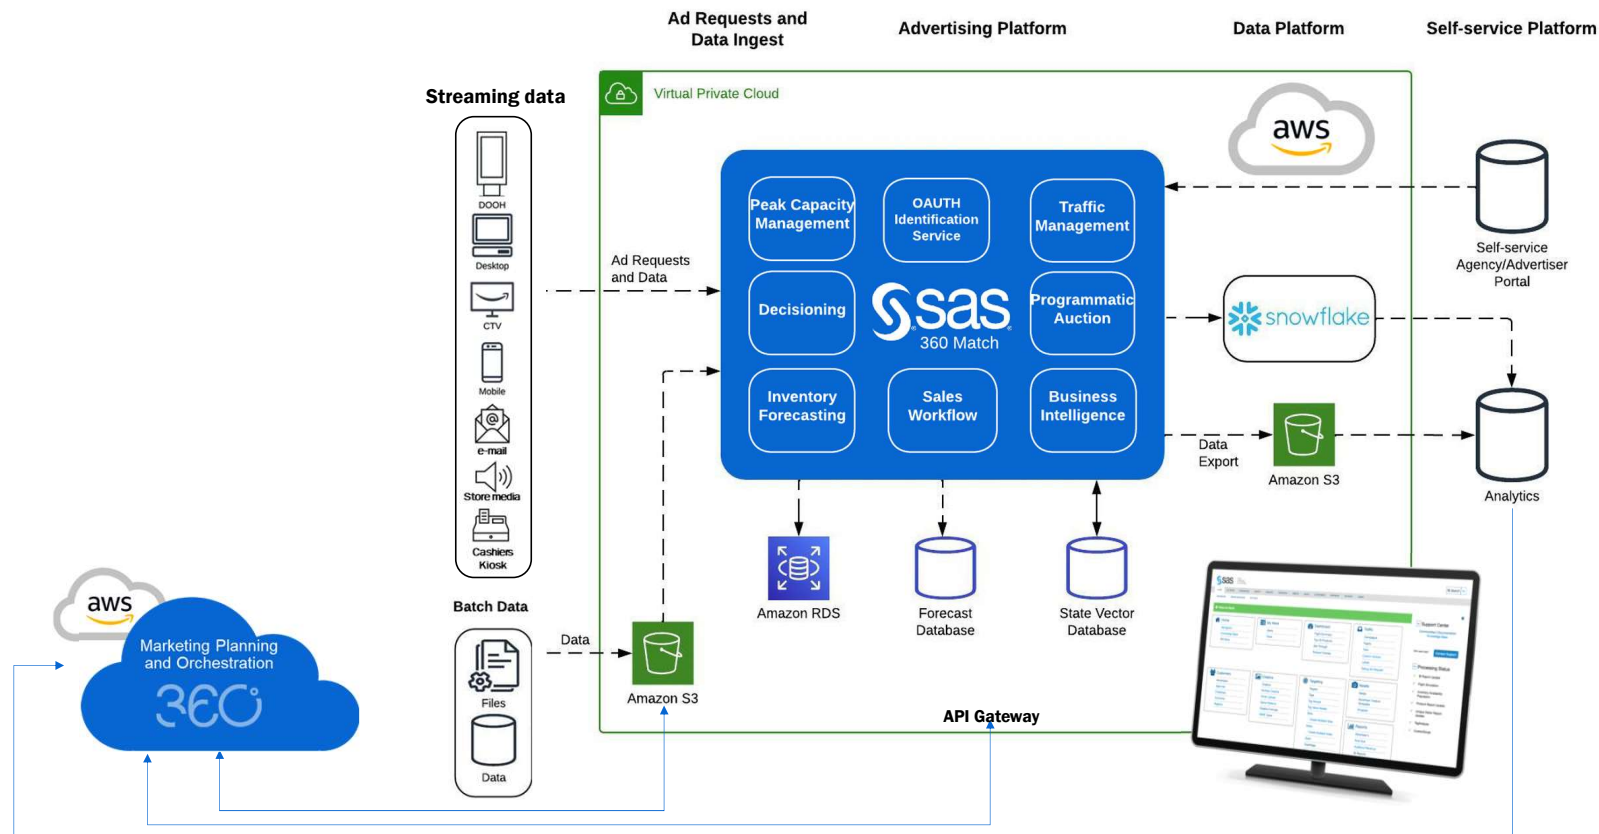 Ad Requests and
Data Ingest
Advertising Platform
Data Platform
Self-service Platform
Streaming data
Virtual Private Cloud
aws
DOOH
Desktop
CTV
Mobile
e-mail
Store media
Cashiers
Kiosk
Ad Requests
and Data
Peak Capacity
Management
OAUTH
Identification
Service
Traffic
Management
Decisioning
sas
360 Match
Programmatic
Auction
Inventory
Forecasting
Sales
Workflow
Business
Intelligence
Self-service
Agency/Advertiser
Portal
snowflake
Data
Export
Amazon S3
Analytics
Amazon RDS
Forecast
Database
State Vector
Database
Batch Data
Files
Data
Data
Amazon S3
API Gateway
aws
Marketing Planning
and Orchestration
360
sas
Support Center
Processing Status